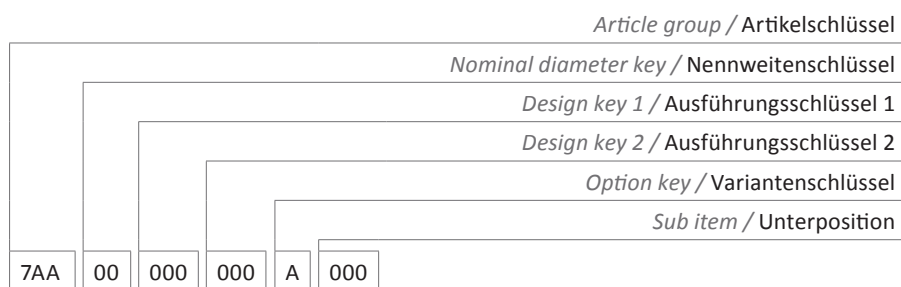 Article group / Artikelschlüssel
Nominal diameter key / Nennweitenschlüssel
Design key 1 / Ausführungsschlüssel 1
Design key 2 / Ausführungsschlüssel 2
Option key / Variantenschlüssel
Sub item / Unterposition
7AA 00 000 000 A 000